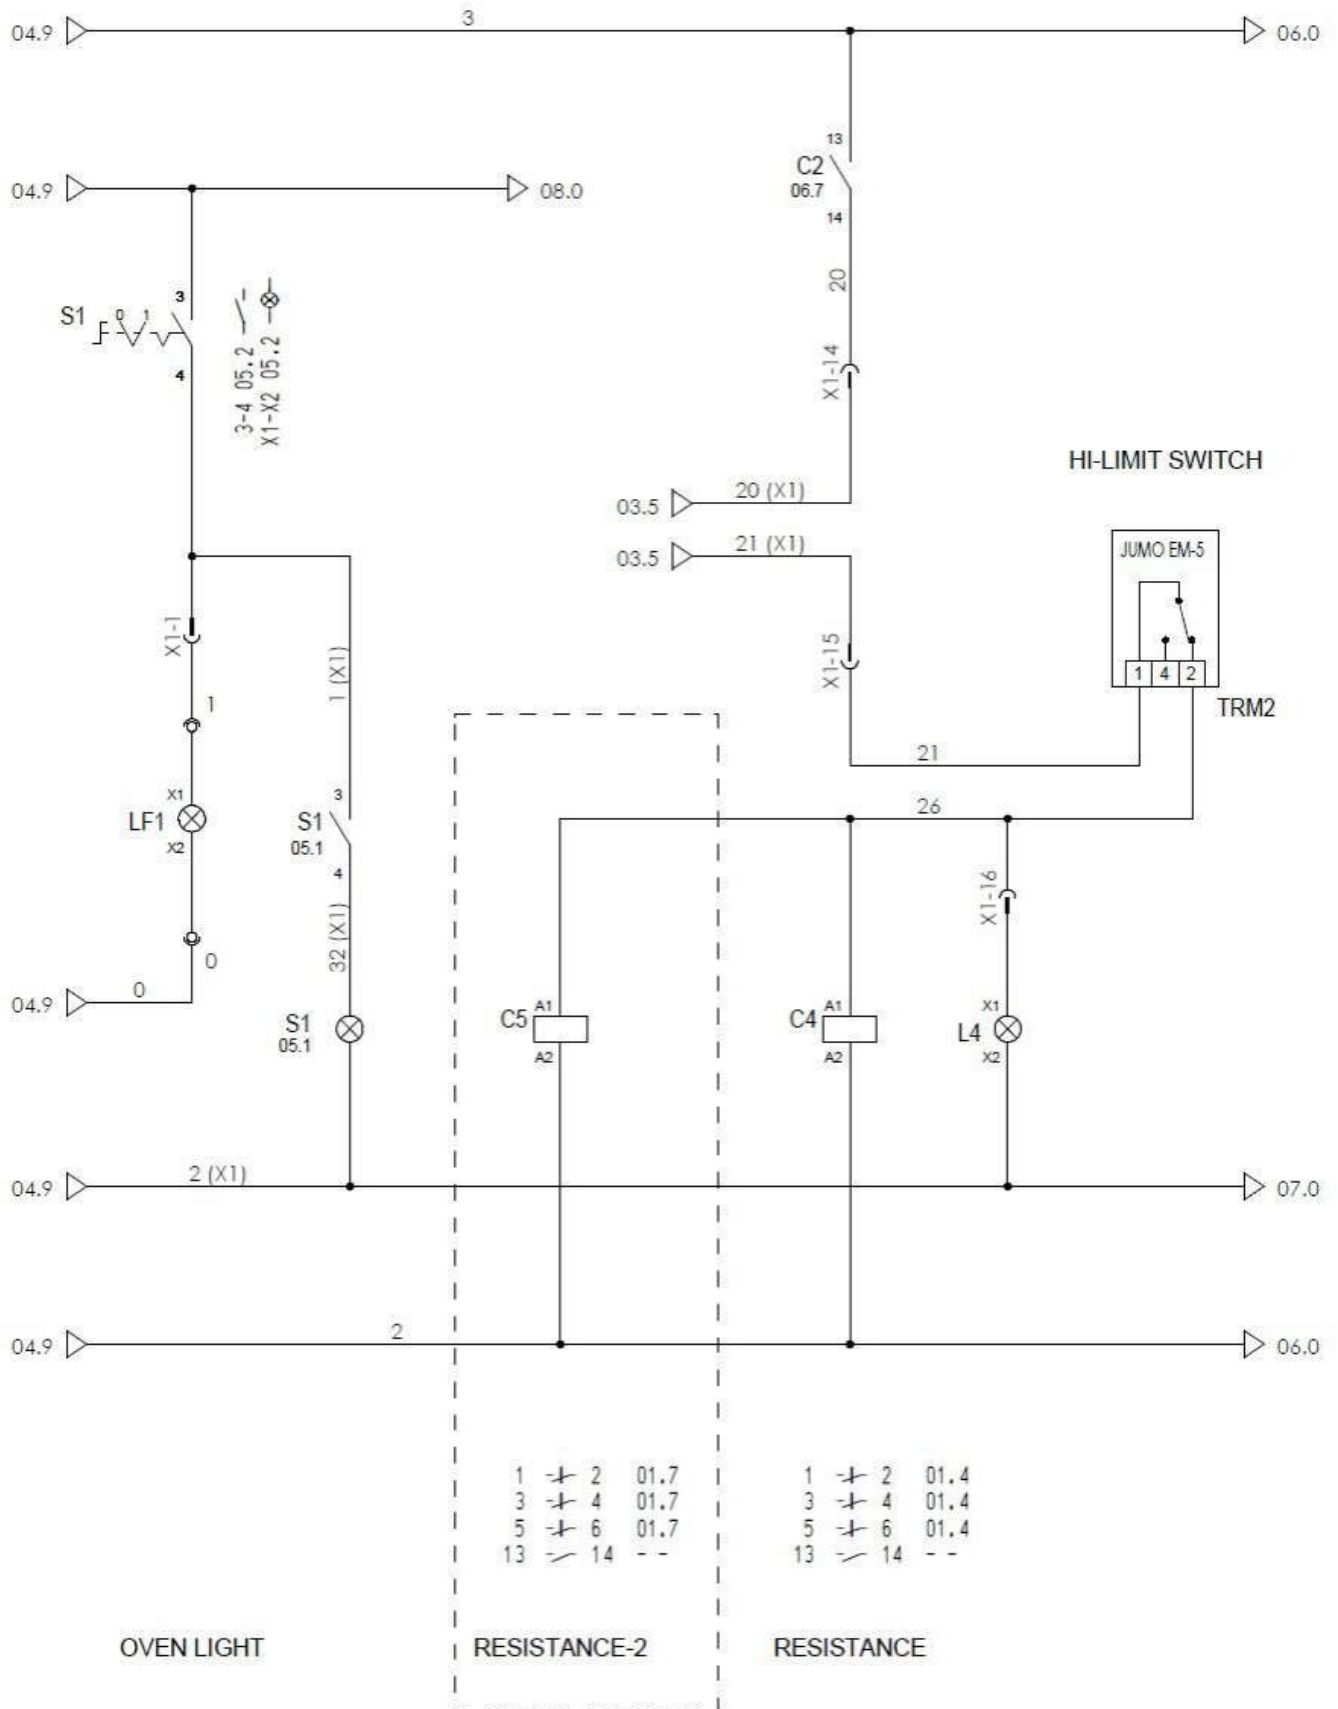 3
04.9
06.0
13
C2
06.7
14
04.9
08.0
20
3
S1
0 1
4
3-4 05.2
X1-X2 05.2
X1-14
HI-LIMIT SWITCH
20 (X1)
03.5
21 (X1)
03.5
JUMO EM-5
X1-1
1 (X1)
X1-15
1 4 2
TRM2
1
21
X1
LF1
X2
3
S1
05.1
4
26
X1-16
32 (X1)
0
0
04.9
S1
05.1
A1
C5
A2
A1
C4
A2
X1
L4
X2
2 (X1)
04.9
07.0
2
04.9
06.0
1 2 01.7
3 4 01.7
5 6 01.7
13 14 --
1 2 01.4
3 4 01.4
5 6 01.4
13 14 --
OVEN LIGHT
RESISTANCE-2
RESISTANCE